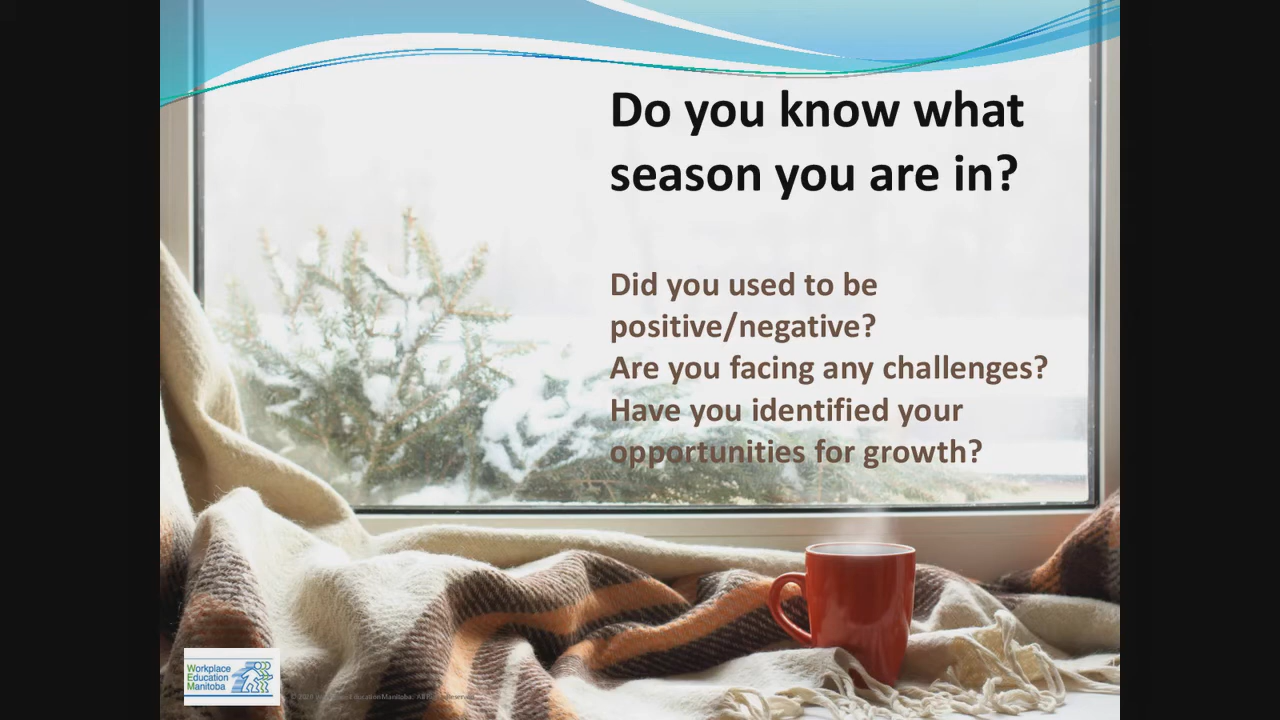 Do you know what
season you are in?
Did you used to be
positive/negative?
Are you facing any challenges?
Have you identified your
opportunities for growth?
Workplace
Education
Manitoba